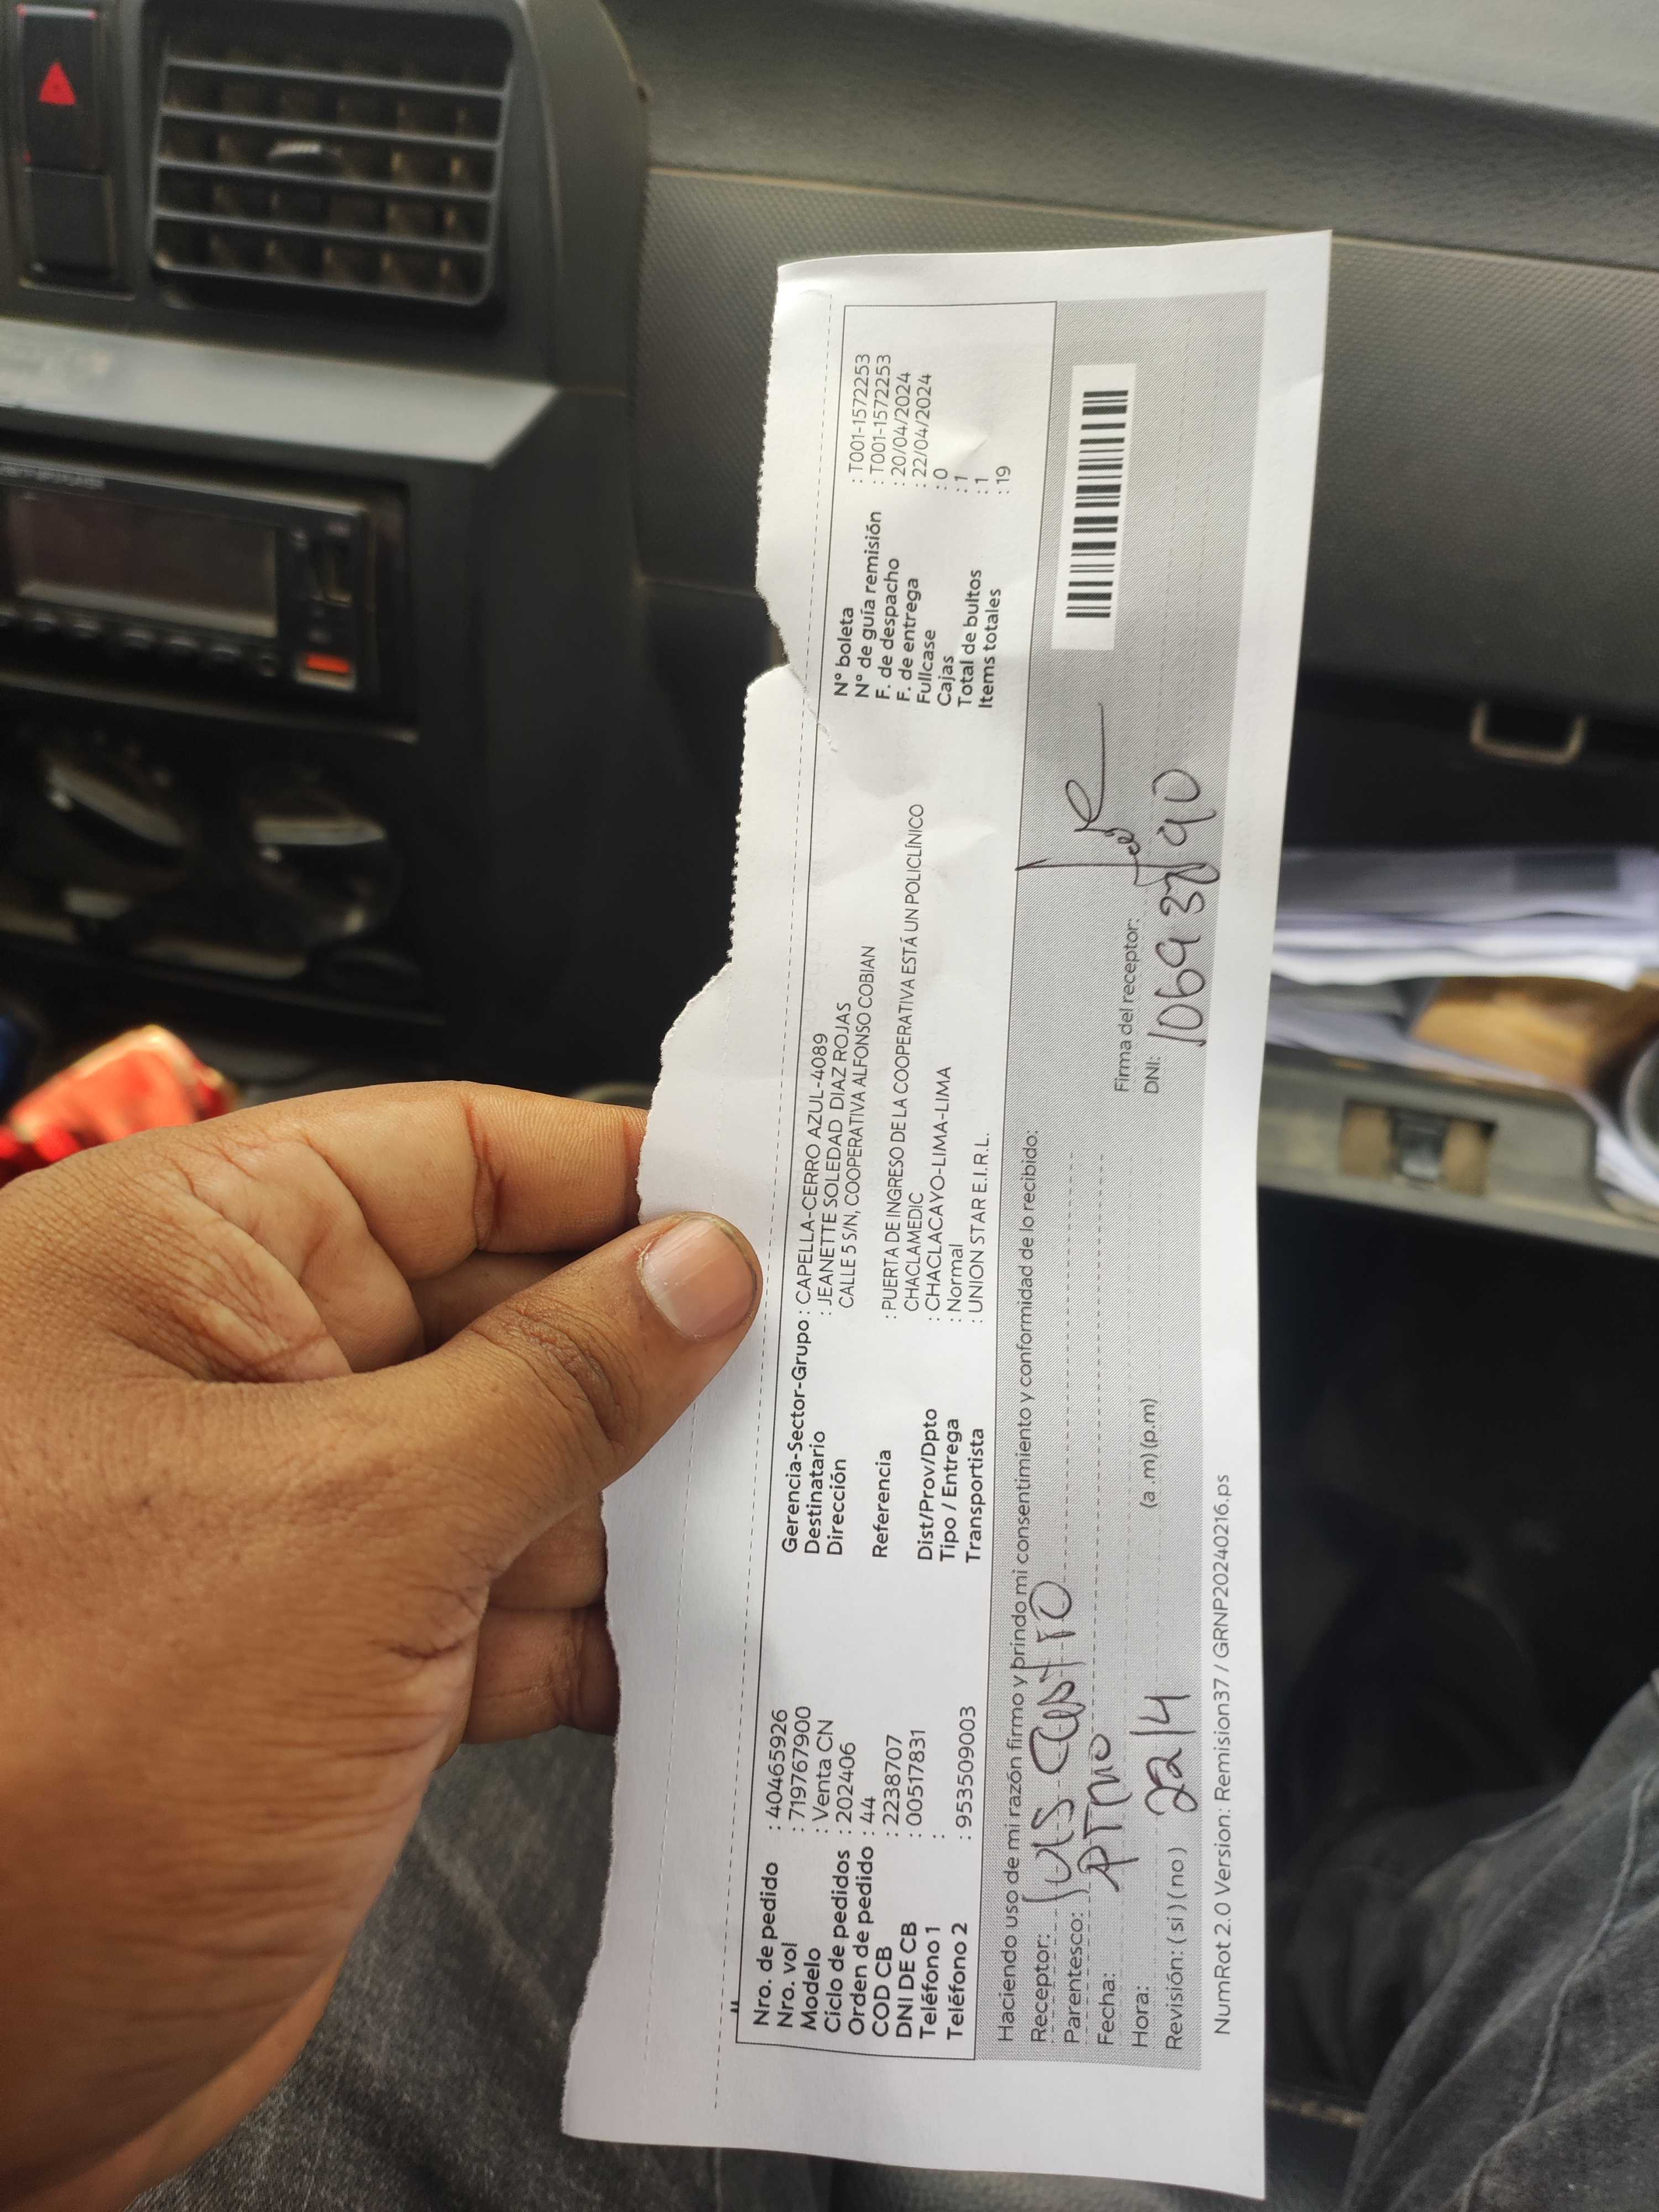 Nro. de pedido : 40465926
Nro. vol : 719767900
Modelo : Venta CN
Ciclo de pedidos : 202406
Orden de pedido : 44
COD CB : 2238707
DNI DE CB : 00517831
Teléfono 1 :
Teléfono 2 : 953509003
Gerencia-Sector-Grupo : CAPELLA-CERRO AZUL-4089
Destinatario : JEANETTE SOLEDAD DIAZ ROJAS
Dirección CALLE 5 S/N, COOPERATIVA ALFONSO COBIAN
Referencia : PUERTA DE INGRESO DE LA COOPERATIVA ESTÁ UN POLICLÍNICO
CHACLAMEDIC
Dist/Prov/Dpto : CHACLACAYO-LIMA-LIMA
Tipo / Entrega : Normal
Transportista : UNION STAR E.I.R.L.
N° boleta : T001-1572253
N° de guía remisión : T001-1572253
F. de despacho : 20/04/2024
F. de entrega : 22/04/2024
Fullcase : 0
Cajas : 1
Total de bultos : 1
Items totales : 19
Haciendo uso de mi razón firmo y brindo mi consentimiento y conformidad de lo recibido:
Receptor:
Parentesco:
Fecha:
Hora: 22/4 (a .m) (p.m)
Revisión: ( si ) ( no )
Firma del receptor:
DNI:
NumRot 2.0 Version: Remision37 / GRNP20240216.ps